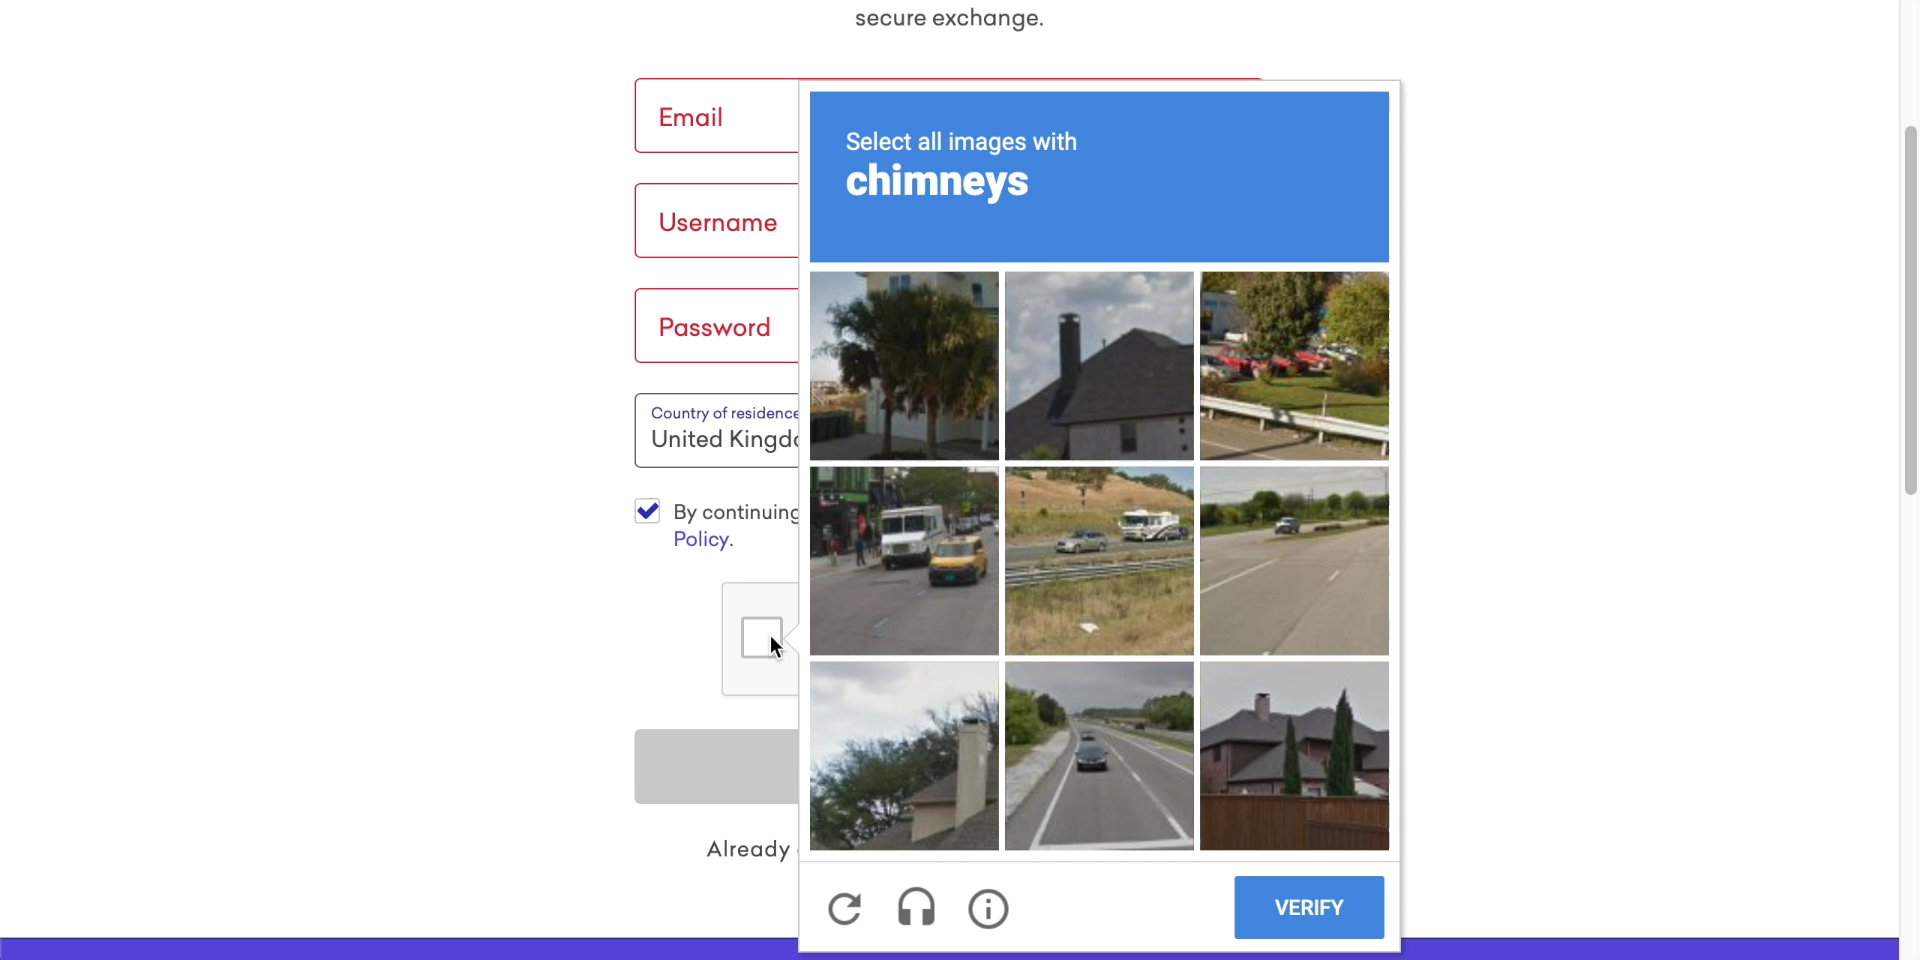 secure exchange.
Email
Username
Password
Country of residence
United Kingdo
By continuing
Policy.
Already
Select all images with
chimneys
VERIFY